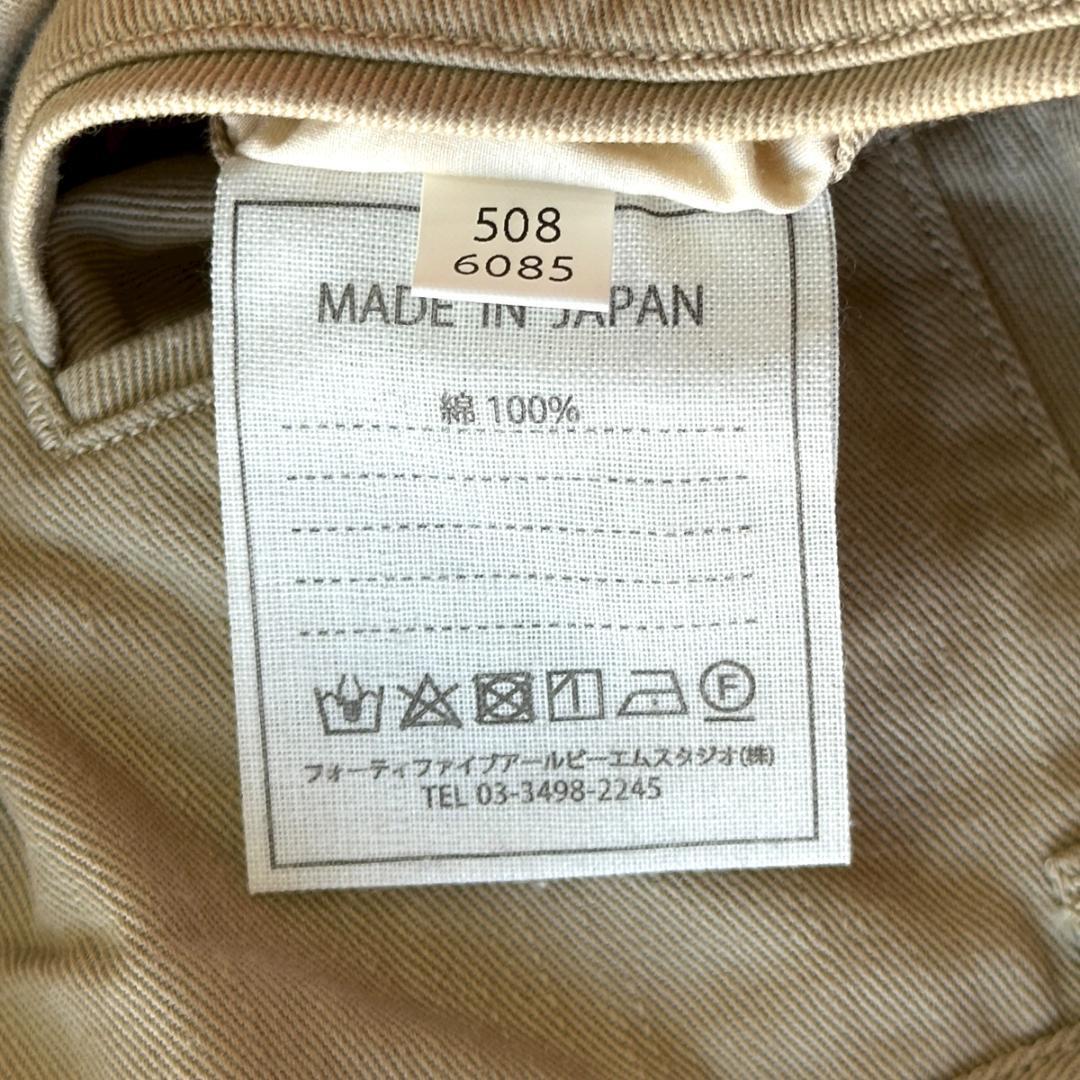 508
6085
MADE IN JAPAN
綿 100%
F
フォーティファイブアールピーエムスタジオ(株)
TEL 03-3498-2245